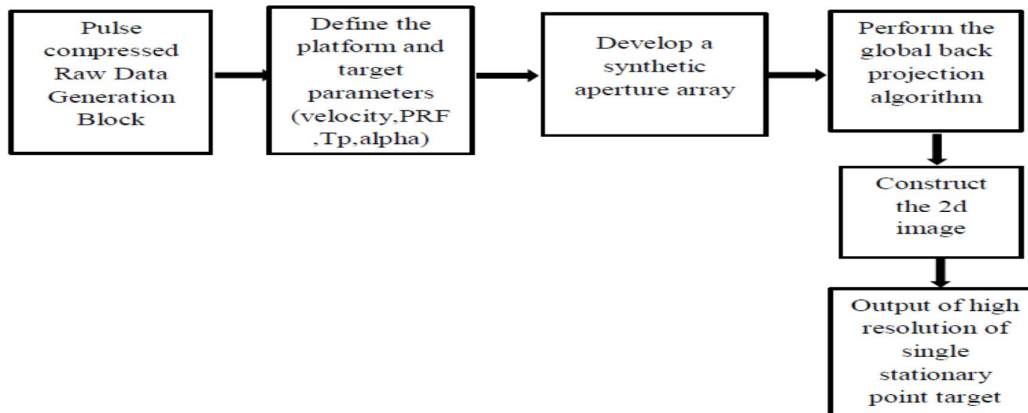 Pulse
compressed
Raw Data
Generation
Block
Define the
platform and
target
parameters
(velocity,PRF
,Tp,alpha)
Develop a
synthetic
aperture array
Perform the
global back
projection
algorithm
Construct
the 2d
image
Output of high
resolution of
single
stationary
point target